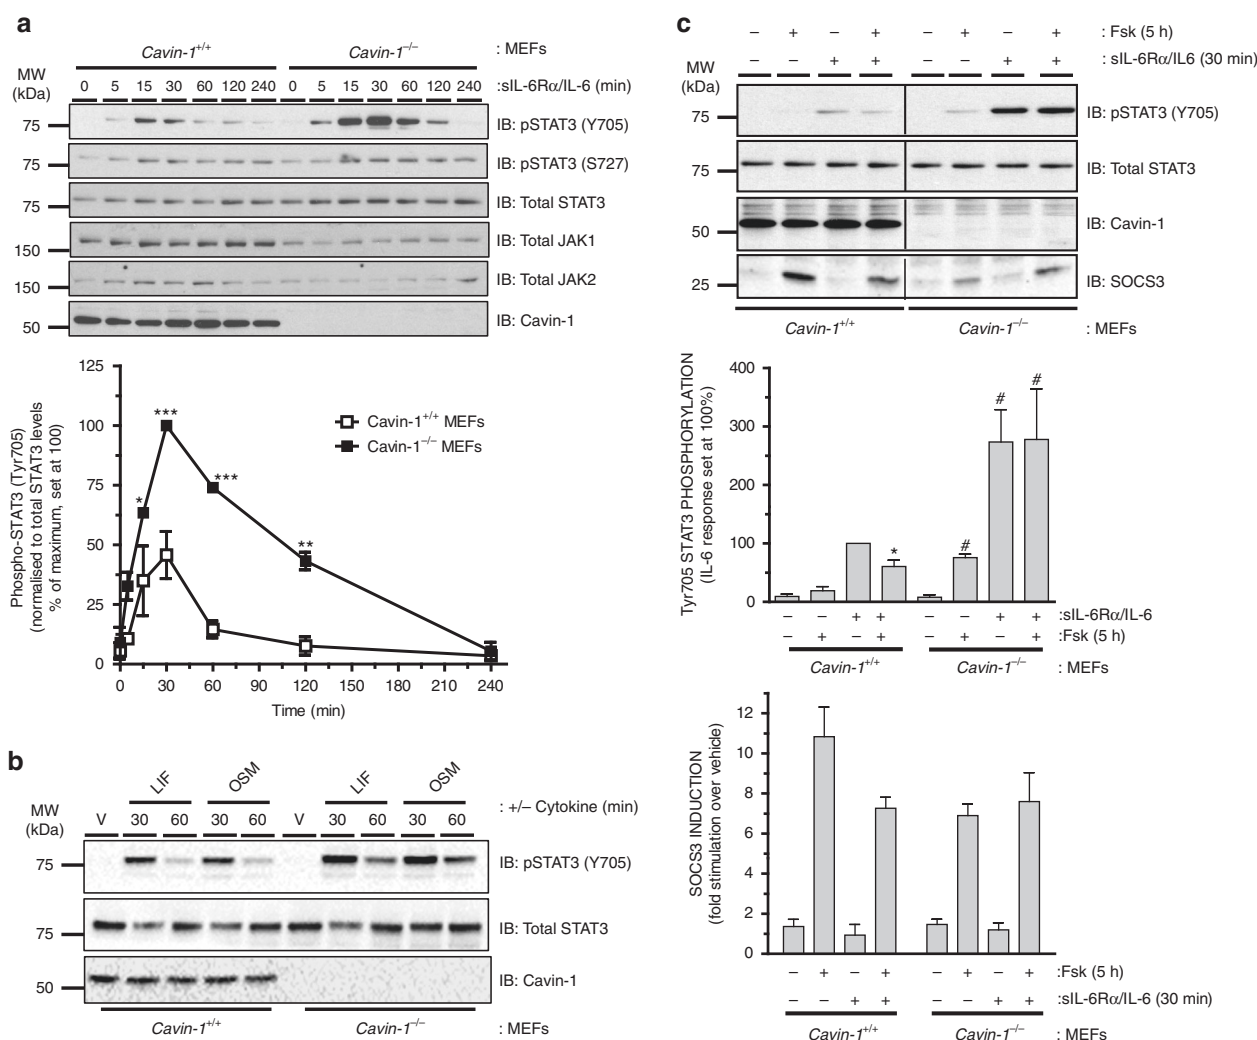 a
Cavin-1+/+ Cavin-1–/– : MEFs
MW
(kDa)
0 5 15 30 60 120 240 0 5 15 30 60 120 240 :sIL-6Rα/IL-6 (min)
75 IB: pSTAT3 (Y705)
75 IB: pSTAT3 (S727)
75 IB: Total STAT3
150 IB: Total JAK1
150 IB: Total JAK2
50 IB: Cavin-1
Phospho-STAT3 (Tyr705)
(normalised to total STAT3 levels
% of maximum, set at 100)
125
100
75
50
25
0
*
***
***
**
Cavin-1+/+ MEFs
Cavin-1–/– MEFs
0 30 60 90 120 150 180 210 240
Time (min)
b
LIF OSM LIF OSM
MW
(kDa)
V 30 60 30 60 V 30 60 30 60 : +/– Cytokine (min)
75 IB: pSTAT3 (Y705)
75 IB: Total STAT3
50 IB: Cavin-1
Cavin-1+/+ Cavin-1–/– : MEFs
c
– + – + – + – + : Fsk (5 h)
– – + + – – + + : sIL-6Rα/IL6 (30 min)
MW
(kDa)
75 IB: pSTAT3 (Y705)
75 IB: Total STAT3
50 IB: Cavin-1
25 IB: SOCS3
Cavin-1+/+ Cavin-1–/– : MEFs
Tyr705 STAT3 PHOSPHORYLATION
(IL-6 response set at 100%)
400
300
200
100
0
* # # #
– – + + – – + + :sIL-6Rα/IL-6
– + – + – + – + :Fsk (5 h)
Cavin-1+/+ Cavin-1–/– : MEFs
SOCS3 INDUCTION
(fold stimulation over vehicle)
12
10
8
6
4
2
0
– + – + – + – + :Fsk (5 h)
– – + + – – + + :sIL-6Rα/IL-6 (30 min)
Cavin-1+/+ Cavin-1–/– : MEFs